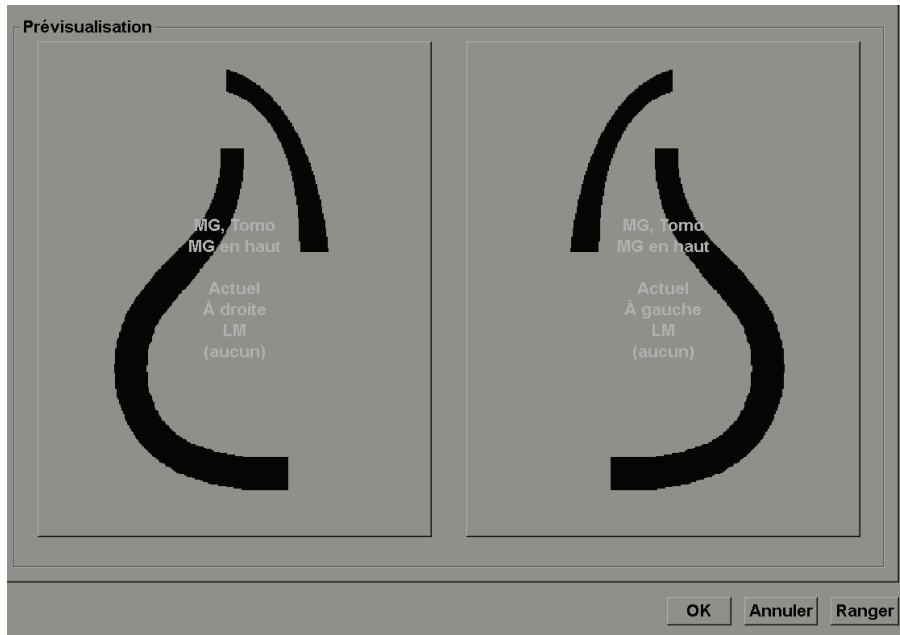 Prévisualisation
MG, Tomo
MG en haut
Actuel
À droite
LM
(aucun)
MG, Tomo
MG en haut
Actuel
À gauche
LM
(aucun)
OK
Annuler
Ranger